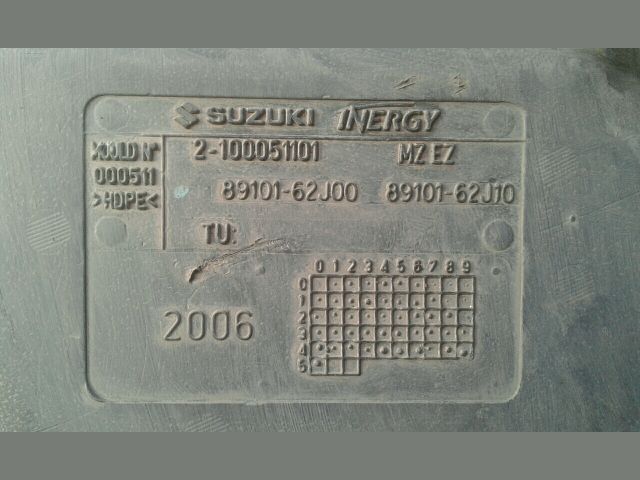 SUZUKI INERGY
2-100051101 MZ EZ
MOULD N°
000511
>HDPE<
89101-62J00 89101-62J10
TU:
2006
0 1 2 3 4 5 6 7 8 9
0
1
2
3
4
5